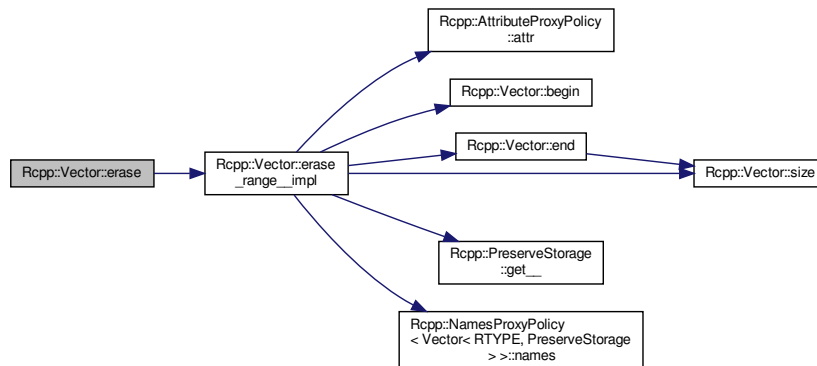 Rcpp::AttributeProxyPolicy
::attr
Rcpp::Vector::begin
Rcpp::Vector::end
Rcpp::Vector::erase
Rcpp::Vector::erase
_range__impl
Rcpp::Vector::size
Rcpp::PreserveStorage
::get__
Rcpp::NamesProxyPolicy
< Vector< RTYPE, PreserveStorage
> >::names